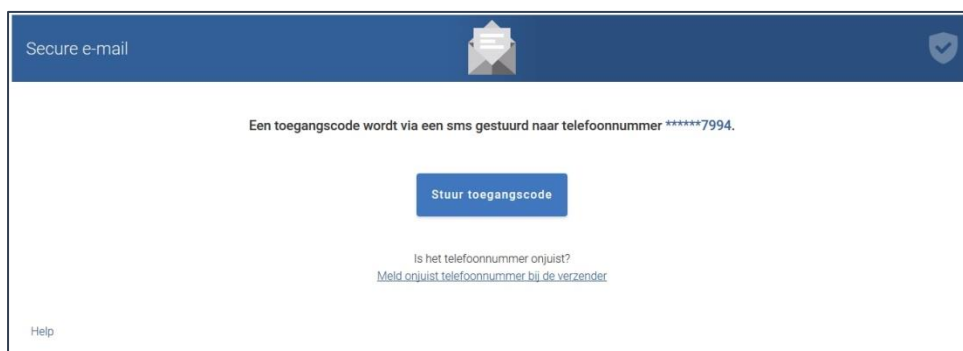 Secure e-mail
Een toegangscode wordt via een sms gestuurd naar telefoonnummer ******7994.
Stuur toegangscode
Is het telefoonnummer onjuist?
Meld onjuist telefoonnummer bij de verzender
Help